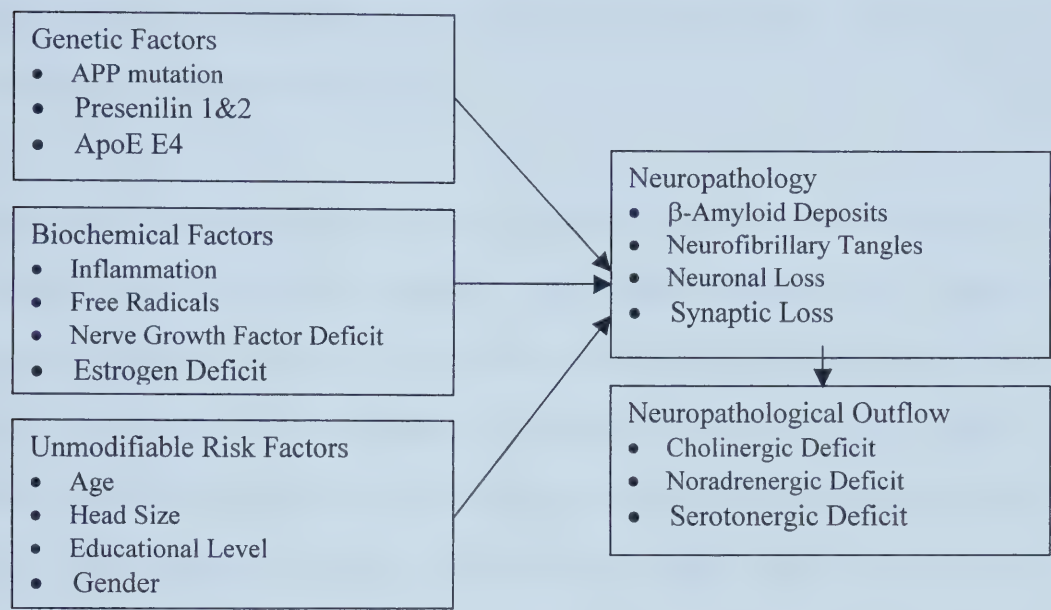 Genetic Factors
• APP mutation
• Presenilin 1&2
• ApoE E4
Biochemical Factors
• Inflammation
• Free Radicals
• Nerve Growth Factor Deficit
• Estrogen Deficit
Unmodifiable Risk Factors
• Age
• Head Size
• Educational Level
• Gender
Neuropathology
• β-Amyloid Deposits
• Neurofibrillary Tangles
• Neuronal Loss
• Synaptic Loss
Neuropathological Outflow
• Cholinergic Deficit
• Noradrenergic Deficit
• Serotonergic Deficit